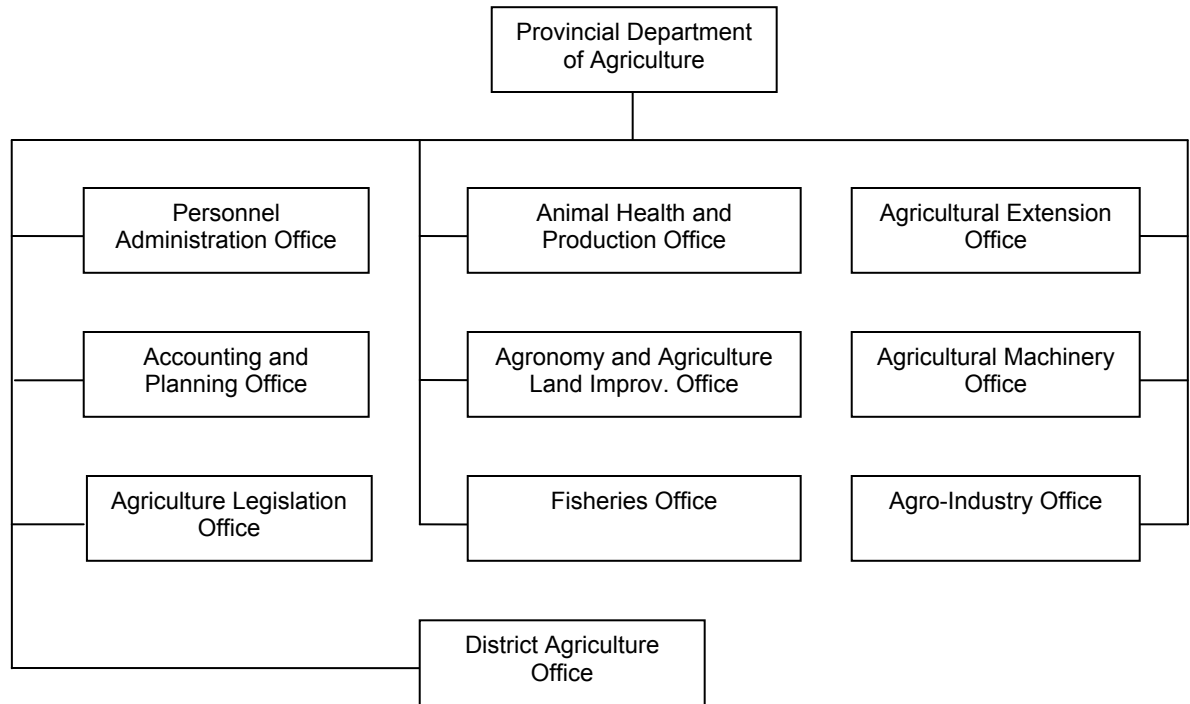 Provincial Department
of Agriculture
Personnel
Administration Office
Animal Health and
Production Office
Agricultural Extension
Office
Accounting and
Planning Office
Agronomy and Agriculture
Land Improv. Office
Agricultural Machinery
Office
Agriculture Legislation
Office
Fisheries Office
Agro-Industry Office
District Agriculture
Office